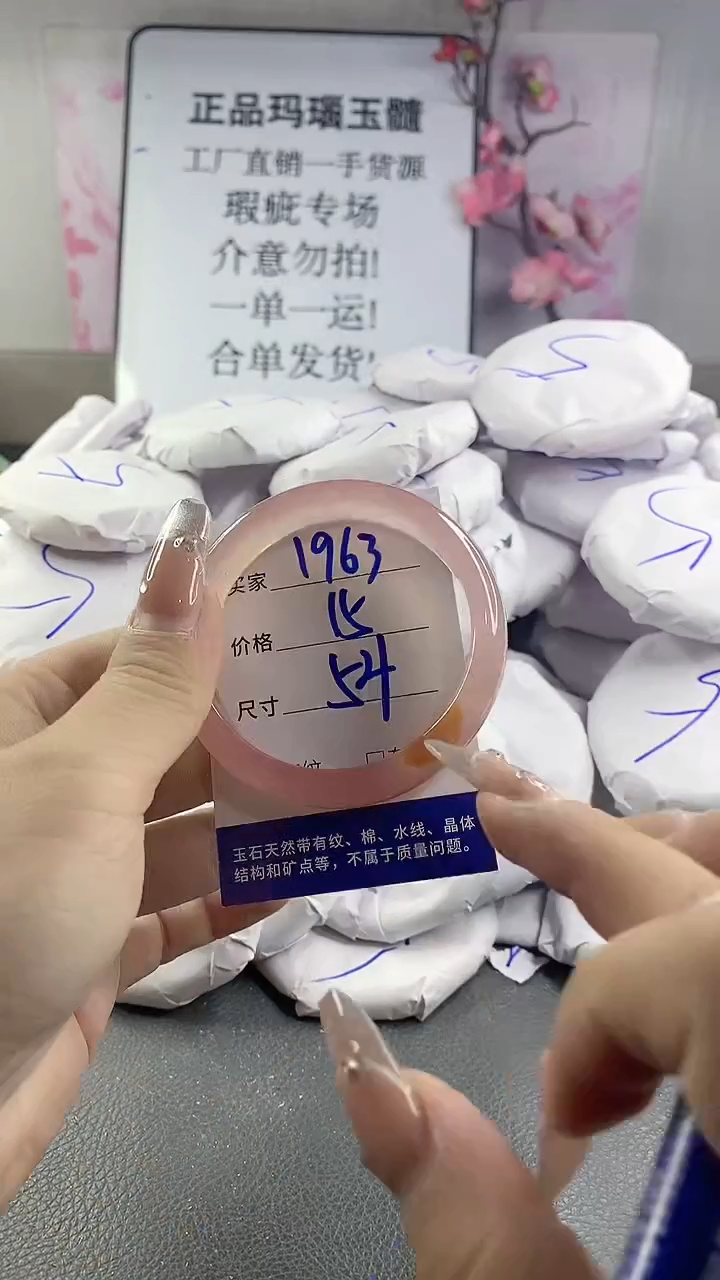 正品玛瑙玉髓
工厂直销一手货源
瑕疵专场
介意勿拍!
一单一运!
合单发货!
买家 1963
价格 15
尺寸 54
纹
玉石天然带有纹、棉、水线、晶体
结构和矿点等，不属于质量问题。